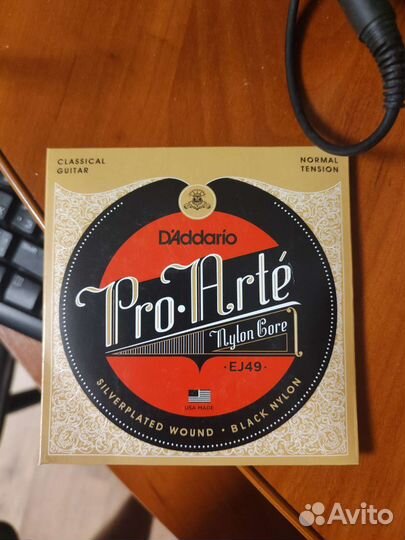 CLASSICAL
GUITAR
NORMAL
TENSION
D'Addario
Pro·Arté
Nylon Core
·EJ49·
USA MADE
SILVERPLATED WOUND · BLACK NYLON
Avito